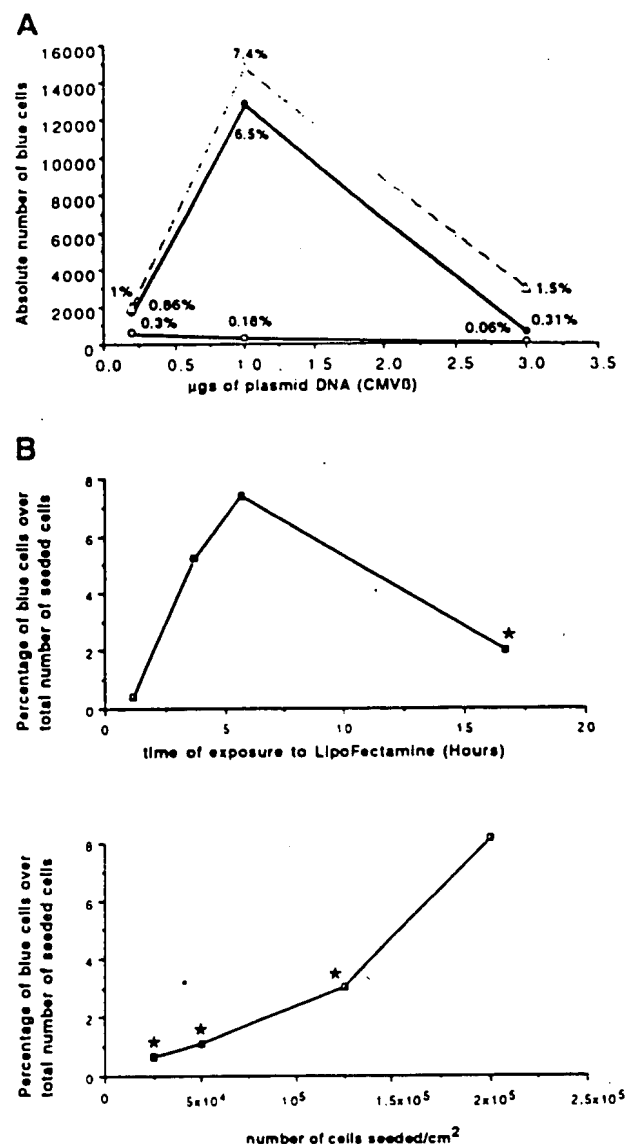 A
16000
14000
12000
10000
8000
6000
4000
2000
0
7.4%
6.5%
1%
0.86%
0.3%
0.18%
0.06%
0.31%
1.5%
0.0 0.5 1.0 1.5 2.0 2.5 3.0 3.5
Absolute number of blue cells
µgs of plasmid DNA (CMVß)
B
8
6
4
2
0
★
0 5 10 15 20
Percentage of blue cells over
total number of seeded cells
time of exposure to LipoFectamine (Hours)
8
6
4
2
0
★ ★ ★
0 5x10⁴ 10⁵ 1.5x10⁵ 2x10⁵ 2.5x10⁵
Percentage of blue cells over
total number of seeded cells
number of cells seeded/cm²